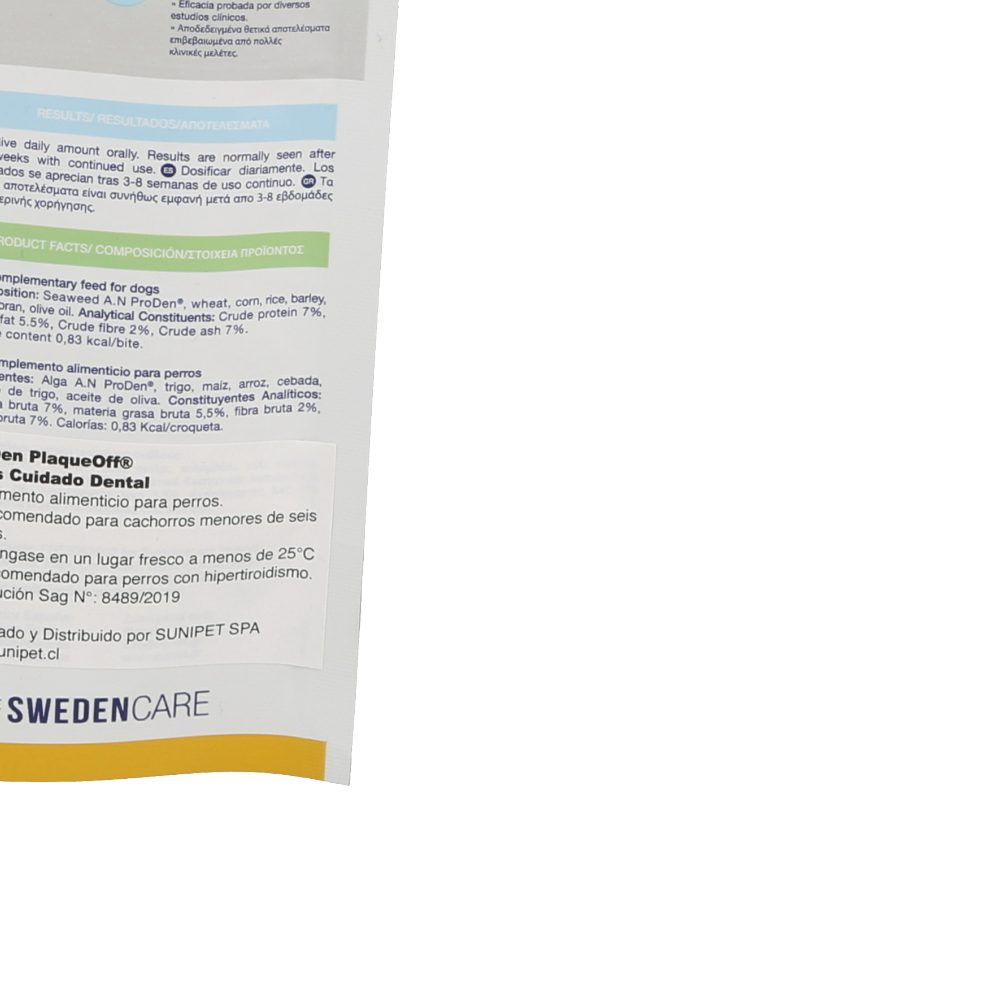 » Eficacia probada por diversos
estudios clínicos.
» Αποδεδειγμένα θετικά αποτελέσματα
επιβεβαιωμένα από πολλές
κλινικές μελέτες.
RESULTS/ RESULTADOS/ΑΠΟΤΕΛΕΣΜΑΤΑ
ive daily amount orally. Results are normally seen after
weeks with continued use. ES Dosificar diariamente. Los
ados se aprecian tras 3-8 semanas de uso continuo. GR Τα
αποτελέσματα είναι συνήθως εμφανή μετά απο 3-8 εβδομάδες
ερινής χορήγησης.
RODUCT FACTS/ COMPOSICIÓN/ΣΤΟΙΧΕΙΑ ΠΡΟΪΟΝΤΟΣ
omplementary feed for dogs
osition: Seaweed A.N ProDen®, wheat, corn, rice, barley,
bran, olive oil. Analytical Constituents: Crude protein 7%,
fat 5.5%, Crude fibre 2%, Crude ash 7%.
content 0,83 kcal/bite.
mplemento alimenticio para perros
entes: Alga A.N ProDen®, trigo, maíz, arroz, cebada,
de trigo, aceite de oliva. Constituyentes Analíticos:
a bruta 7%, materia grasa bruta 5,5%, fibra bruta 2%,
bruta 7%. Calorías: 0,83 Kcal/croqueta.
en PlaqueOff®
s Cuidado Dental
mento alimenticio para perros.
comendado para cachorros menores de seis
s.
ngase en un lugar fresco a menos de 25°C
comendado para perros con hipertiroidismo.
ución Sag N°: 8489/2019
ado y Distribuido por SUNIPET SPA
unipet.cl
SWEDENCARE